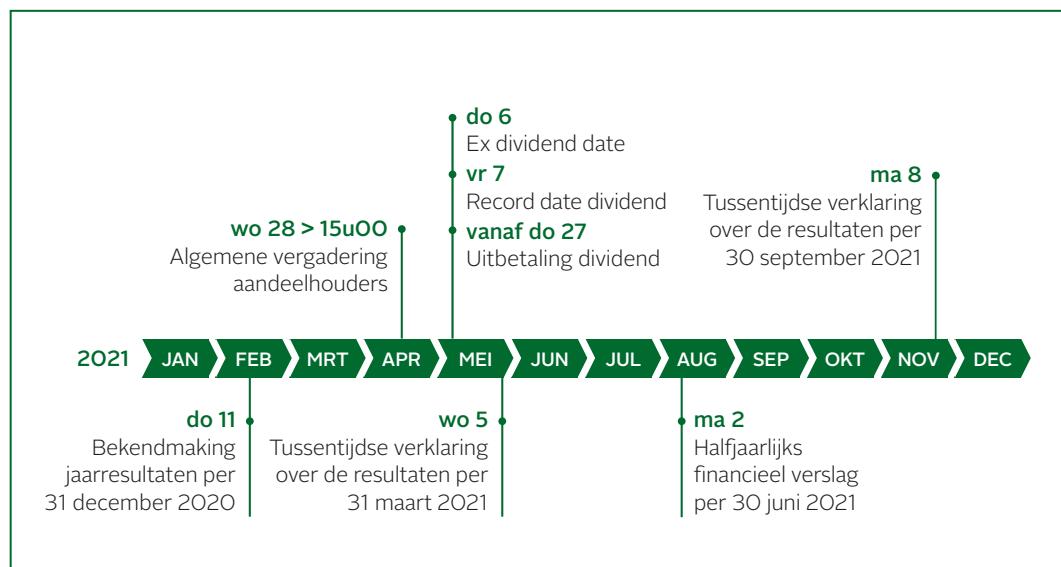 do 6
Ex dividend date
vr 7
Record date dividend
vanaf do 27
Uitbetaling dividend
wo 28 > 15u00
Algemene vergadering
aandeelhouders
ma 8
Tussentijdse verklaring
over de resultaten per
30 september 2021
2021 JAN FEB MRT APR MEI JUN JUL AUG SEP OKT NOV DEC
do 11
Bekendmaking
jaarresultaten per
31 december 2020
wo 5
Tussentijdse verklaring
over de resultaten per
31 maart 2021
ma 2
Halfjaarlijks
financieel verslag
per 30 juni 2021